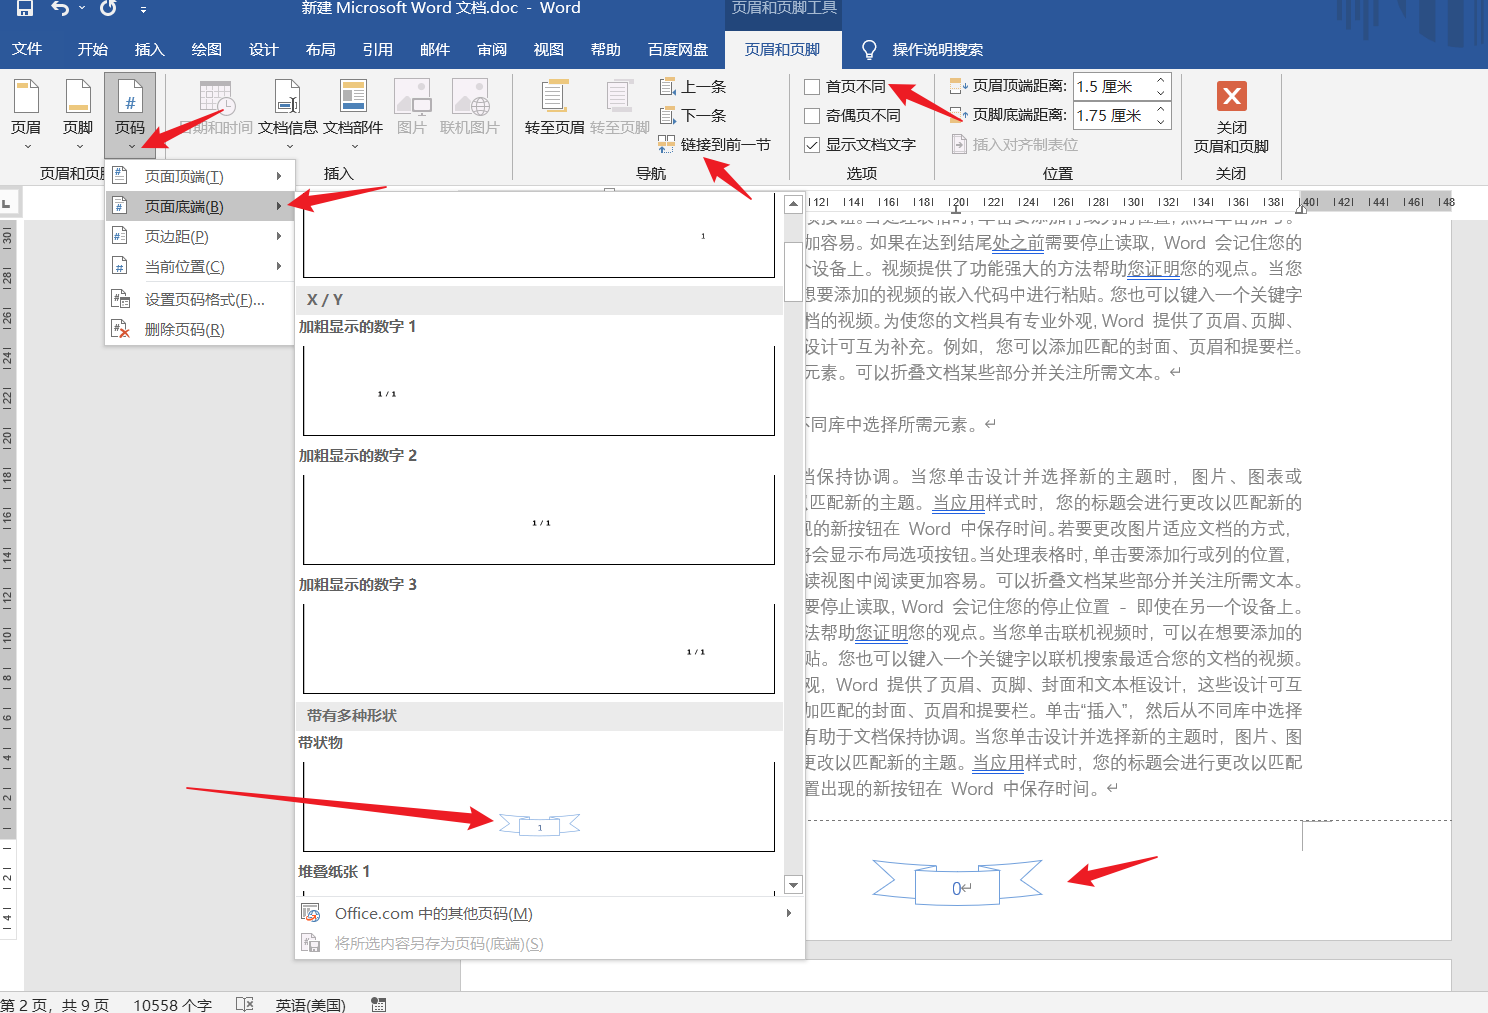 新建 Microsoft Word 文档.doc - Word
页眉和页脚工具
文件 开始 插入 绘图 设计 布局 引用 邮件 审阅 视图 帮助 百度网盘 页眉和页脚 操作说明搜索
页眉 页脚 页码 日期和时间 文档信息 文档部件 图片 联机图片 转至页眉 转至页脚
上一条
下一条
链接到前一节
首页不同
奇偶页不同
显示文档文字
页眉顶端距离: 1.5 厘米
页脚底端距离: 1.75 厘米
插入对齐制表位
关闭
页眉和页脚
页眉和页脚 插入 导航 选项 位置 关闭
页面顶端(T)
页面底端(B)
页边距(P)
当前位置(C)
设置页码格式(F)...
删除页码(R)
1
X / Y
加粗显示的数字 1
1 / 1
加粗显示的数字 2
1 / 1
加粗显示的数字 3
1 / 1
带有多种形状
带状物
1
堆叠纸张 1
Office.com 中的其他页码(M)
将所选内容另存为页码(底端)(S)
12 14 16 18 20 22 24 26 28 30 32 34 36 38 40 42 44 46 48
30
28
26
24
22
20
18
16
14
12
10
8
6
4
2
2
4
加容易。如果在达到结尾处之前需要停止读取，Word 会记住您的
个设备上。视频提供了功能强大的方法帮助您证明您的观点。当您
想要添加的视频的嵌入代码中进行粘贴。您也可以键入一个关键字
档的视频。为使您的文档具有专业外观，Word 提供了页眉、页脚、
设计可互为补充。例如，您可以添加匹配的封面、页眉和提要栏。
元素。可以折叠文档某些部分并关注所需文本。↵
不同库中选择所需元素。↵
档保持协调。当您单击设计并选择新的主题时，图片、图表或
以匹配新的主题。当应用样式时，您的标题会进行更改以匹配新的
现的新按钮在 Word 中保存时间。若要更改图片适应文档的方式，
将会显示布局选项按钮。当处理表格时，单击要添加行或列的位置，
读视图中阅读更加容易。可以折叠文档某些部分并关注所需文本。
要停止读取，Word 会记住您的停止位置 - 即使在另一个设备上。
法帮助您证明您的观点。当您单击联机视频时，可以在想要添加的
贴。您也可以键入一个关键字以联机搜索最适合您的文档的视频。
观，Word 提供了页眉、页脚、封面和文本框设计，这些设计可互
加匹配的封面、页眉和提要栏。单击“插入”，然后从不同库中选择
有助于文档保持协调。当您单击设计并选择新的主题时，图片、图
更改以匹配新的主题。当应用样式时，您的标题会进行更改以匹配
置出现的新按钮在 Word 中保存时间。↵
0↵
第 2 页，共 9 页 10558 个字 英语(美国)